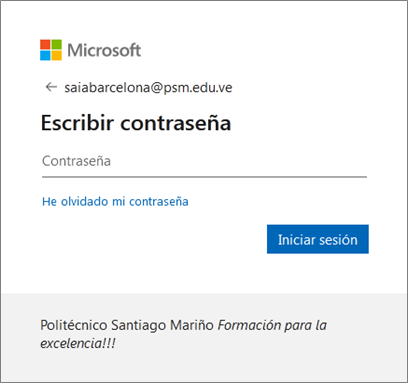 Microsoft
← saiabarcelona@psm.edu.ve
Escribir contraseña
Contraseña
He olvidado mi contraseña
Iniciar sesión
Politécnico Santiago Mariño Formación para la
excelencia!!!